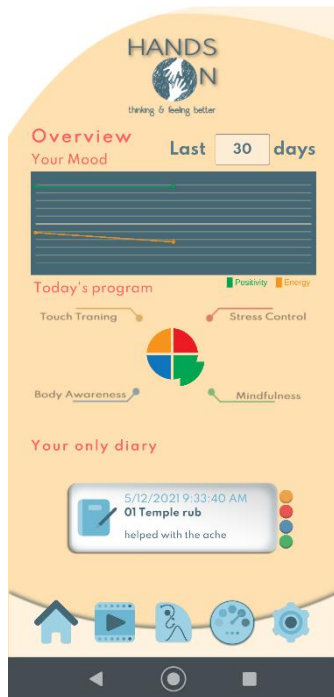 HANDS
ON
thinking & feeling better
Overview
Your Mood
Last 30 days
Positivity Energy
Today's program
Touch Traning
Stress Control
Body Awareness
Mindfulness
Your only diary
5/12/2021 9:33:40 AM
01 Temple rub
helped with the ache